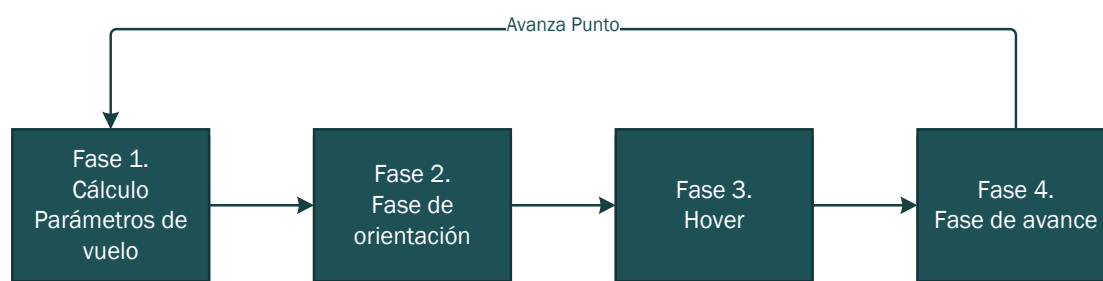 Avanza Punto
Fase 1.
Cálculo
Parámetros de
vuelo
Fase 2.
Fase de
orientación
Fase 3.
Hover
Fase 4.
Fase de avance